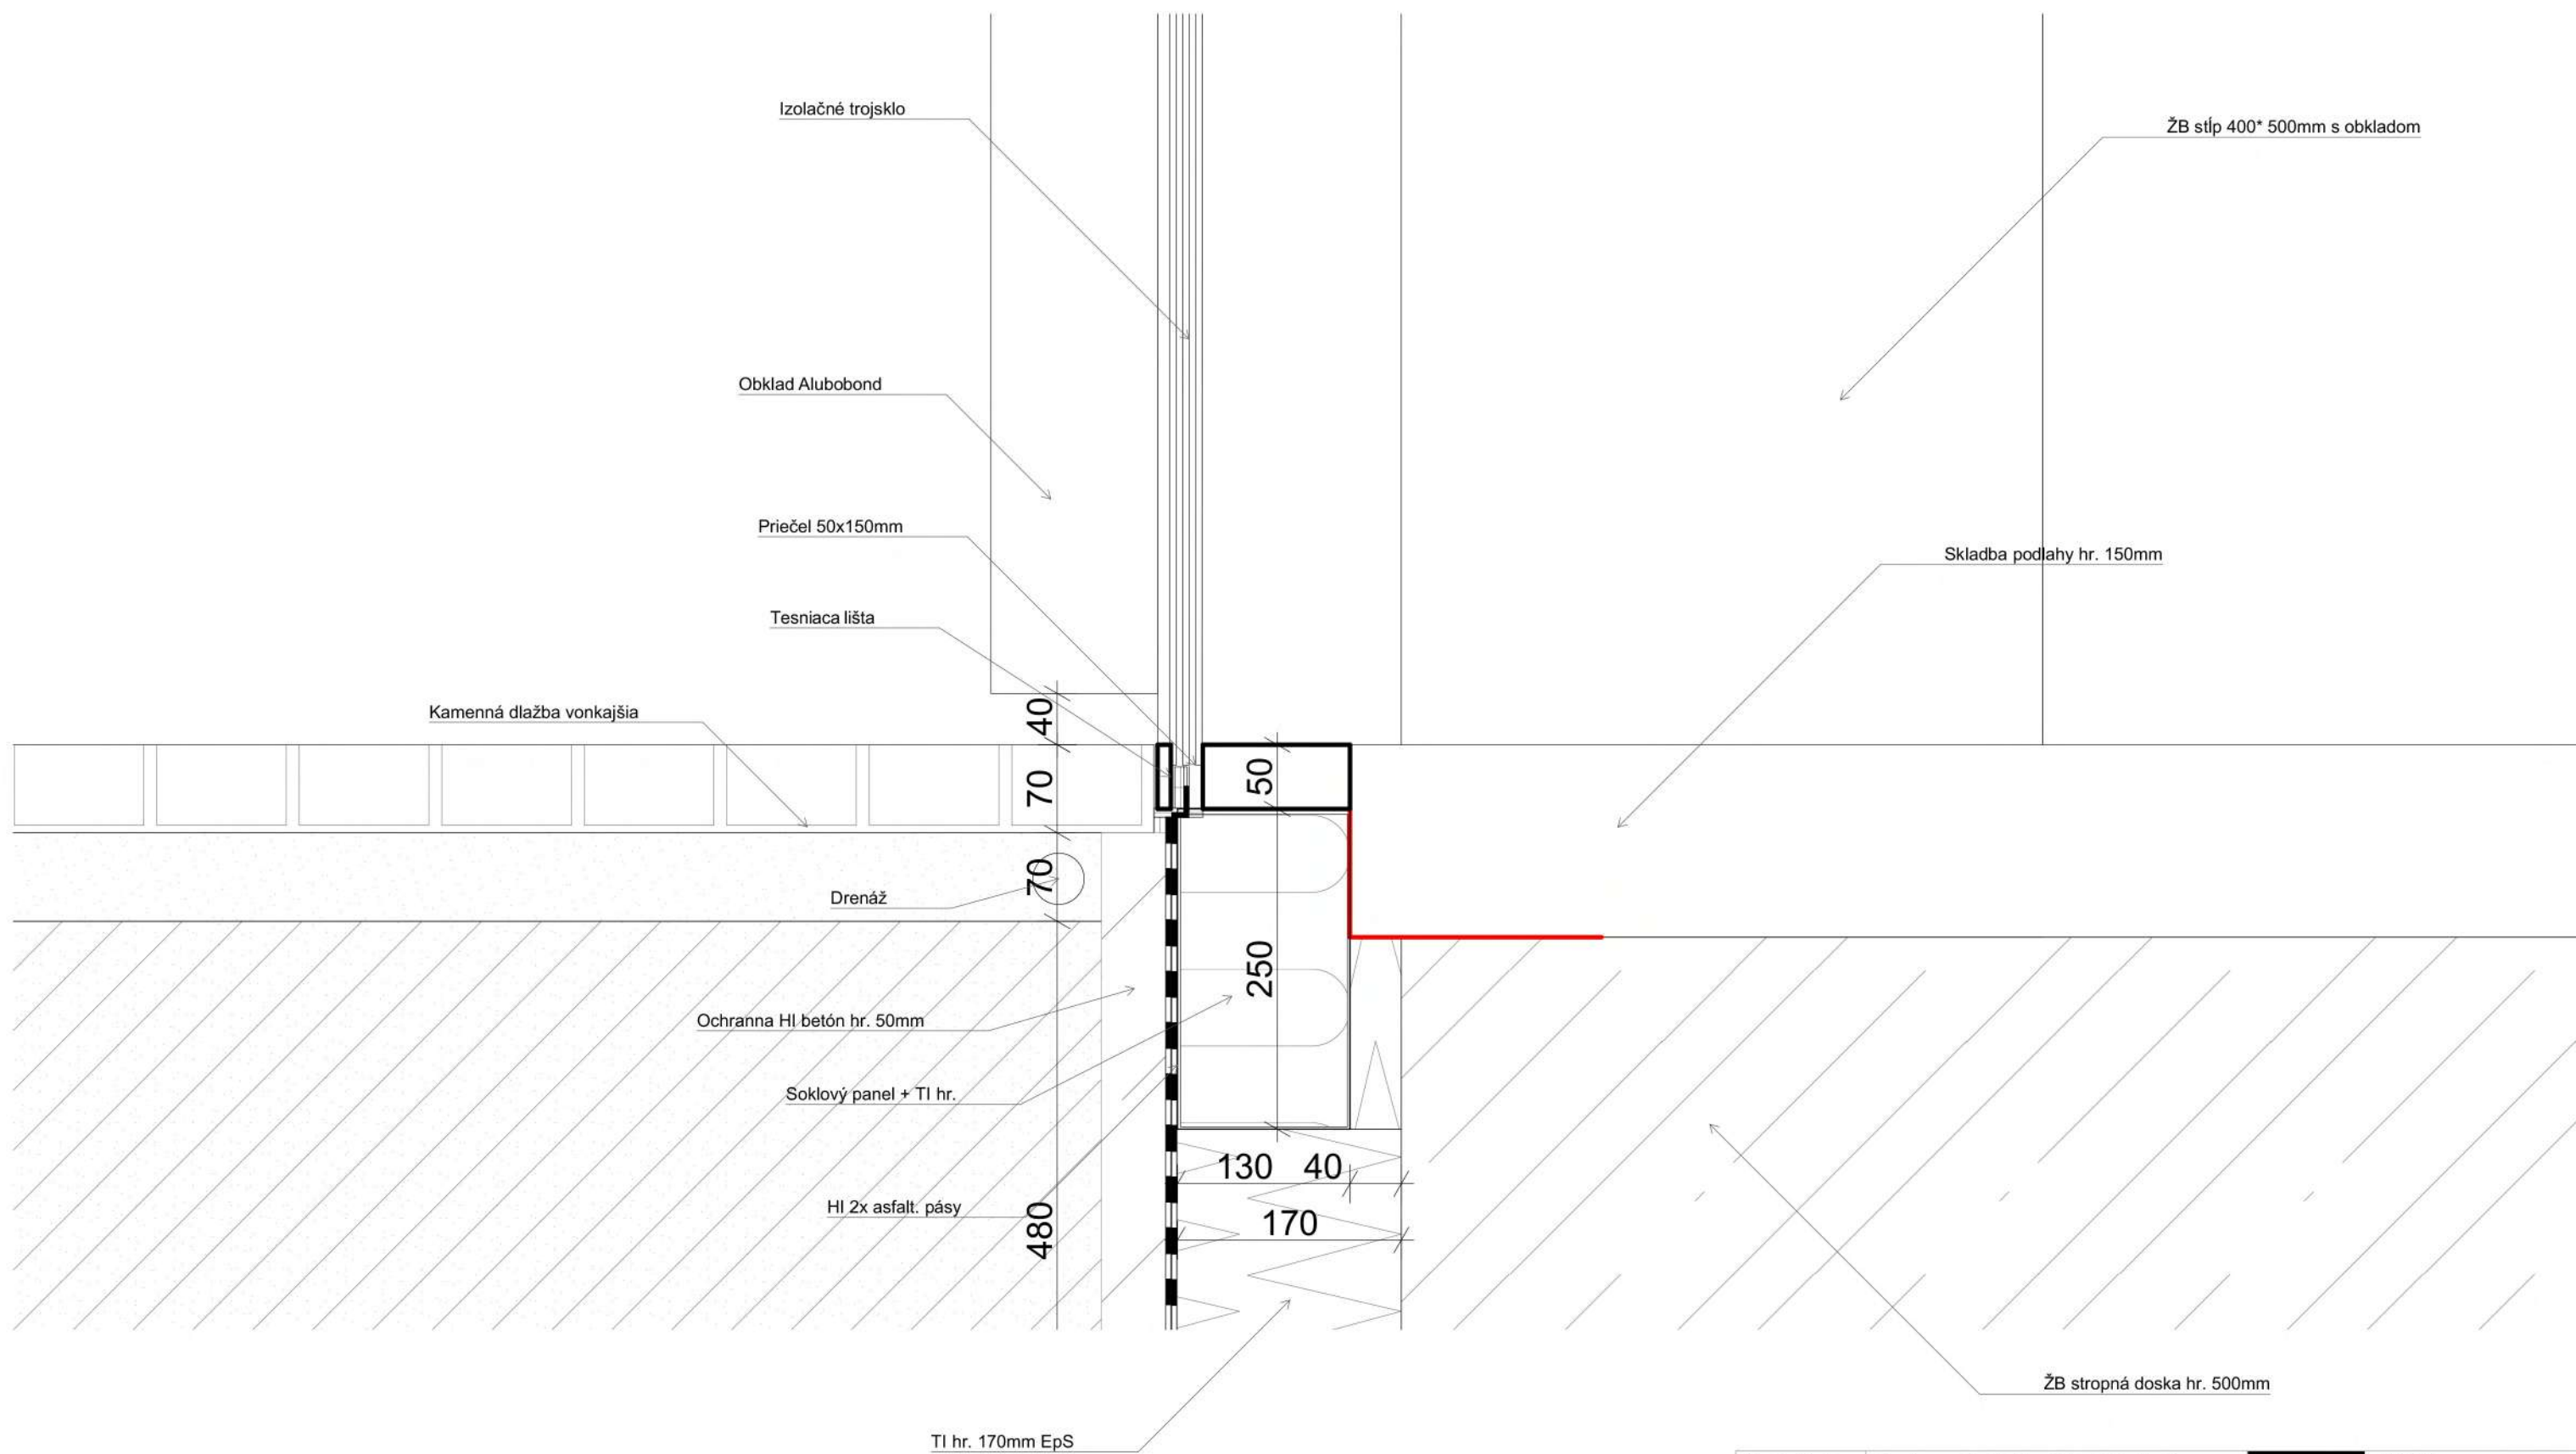 Izolačné trojsklo
ŽB stĺp 400* 500mm s obkladom
Obklad Alubobond
Priečel 50x150mm
Skladba podlahy hr. 150mm
Tesniaca lišta
Kamenná dlažba vonkajšia
40
70
50
70
Drenáž
250
Ochranna HI betón hr. 50mm
Soklový panel + TI hr.
130 40
HI 2x asfalt. pásy
480
170
ŽB stropná doska hr. 500mm
TI hr. 170mm EpS